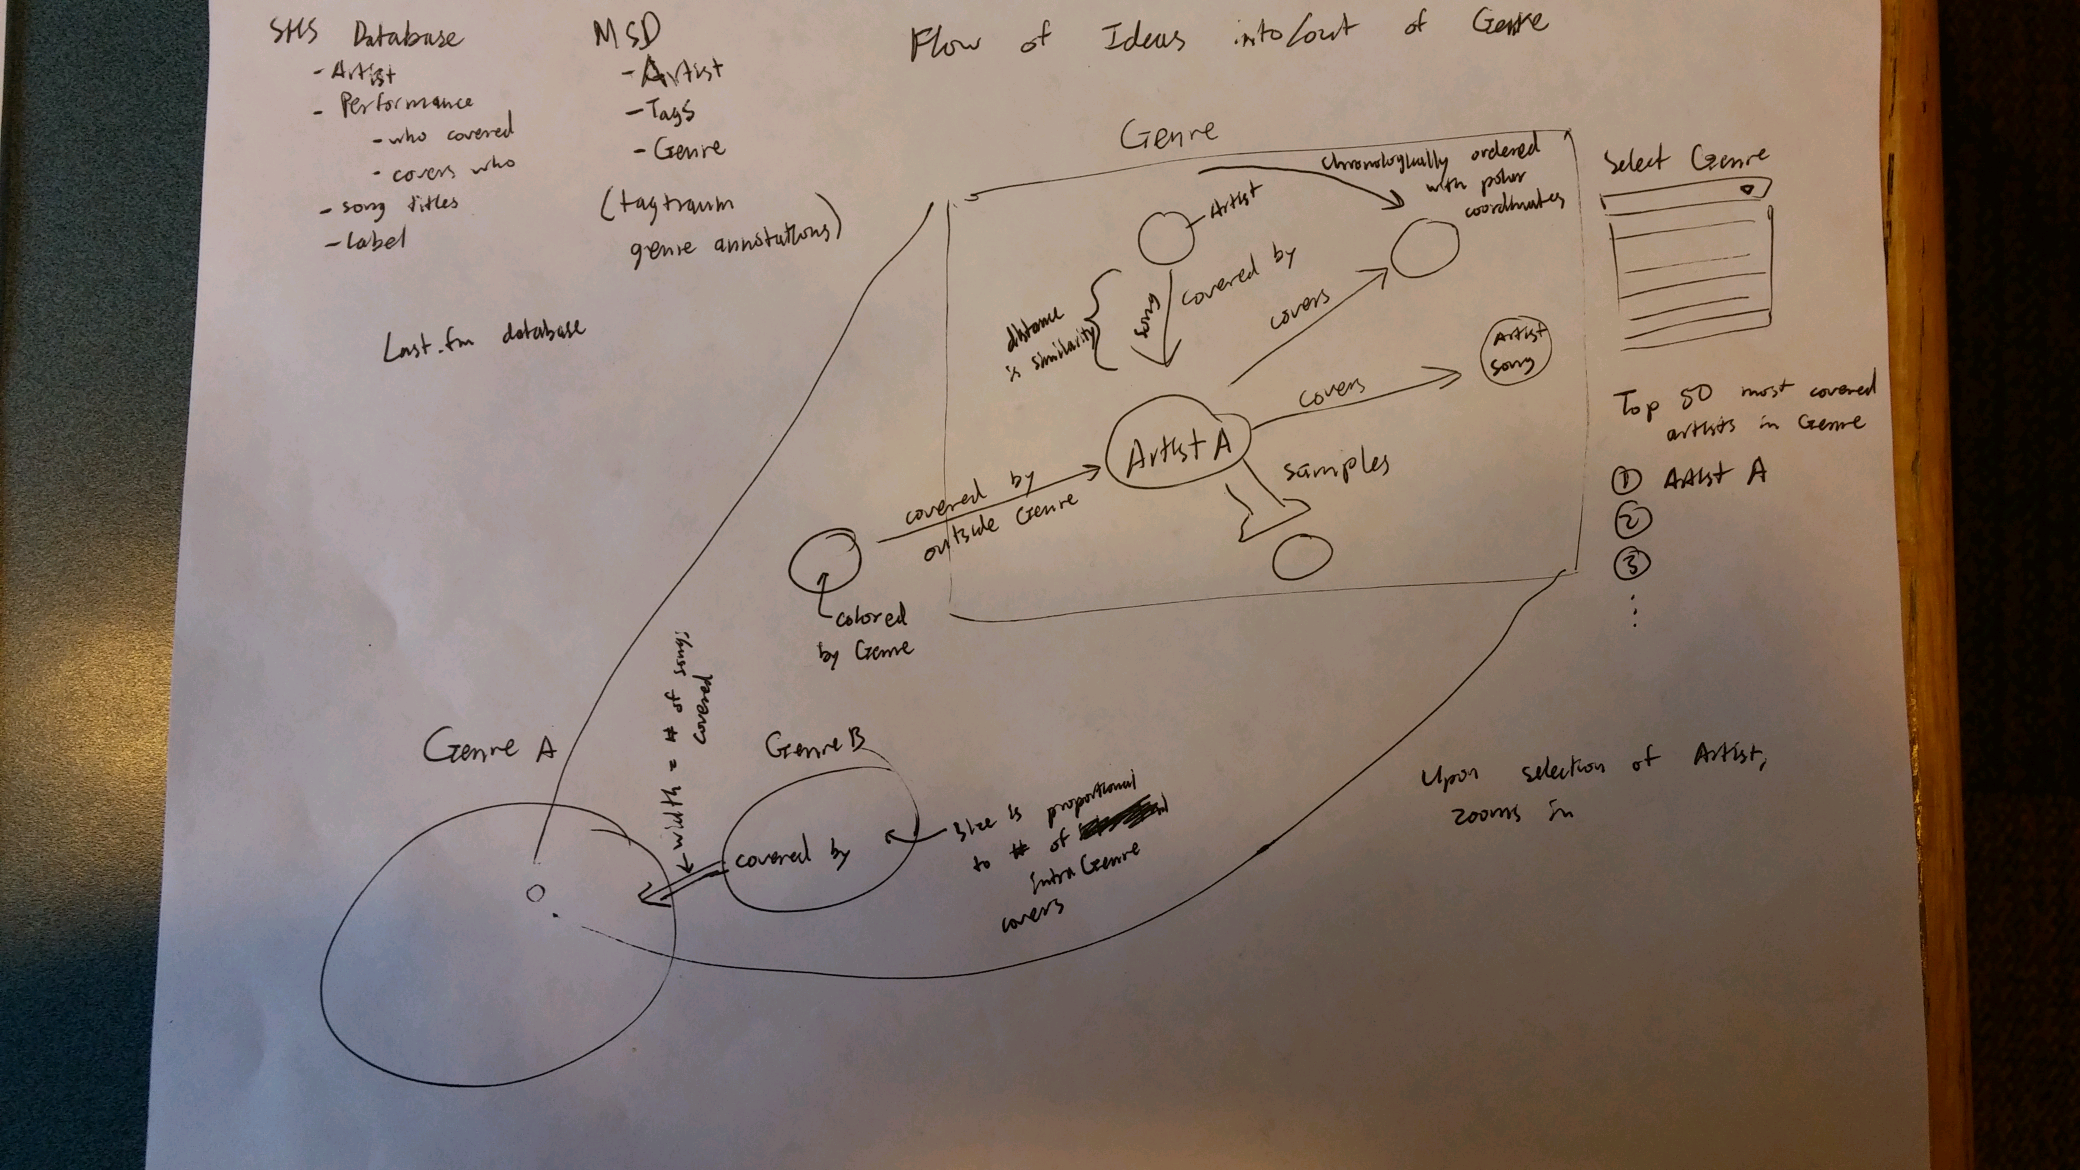 SHS Database
- Artist
- Performance
- who covered
- covers who
- song titles
- label
MSD
- Artist
- Tags
- Genre
(tagtraum
genre annotations)
Last.fm database
Flow of Ideas into/out of Genre
Genre
chronologically ordered
with polar
coordinates
Artist
distance
is similarity
song
covered by
covers
covers
Artist
song
Artist A
samples
covered by
outside Genre
colored
by Genre
Select Genre
Top 50 most covered
artists in Genre
1 Artist A
2
3
Genre A
width = # of songs
covered
Genre B
covered by
size is proportional
to # of
intra Genre
covers
Upon selection of Artist,
zooms in